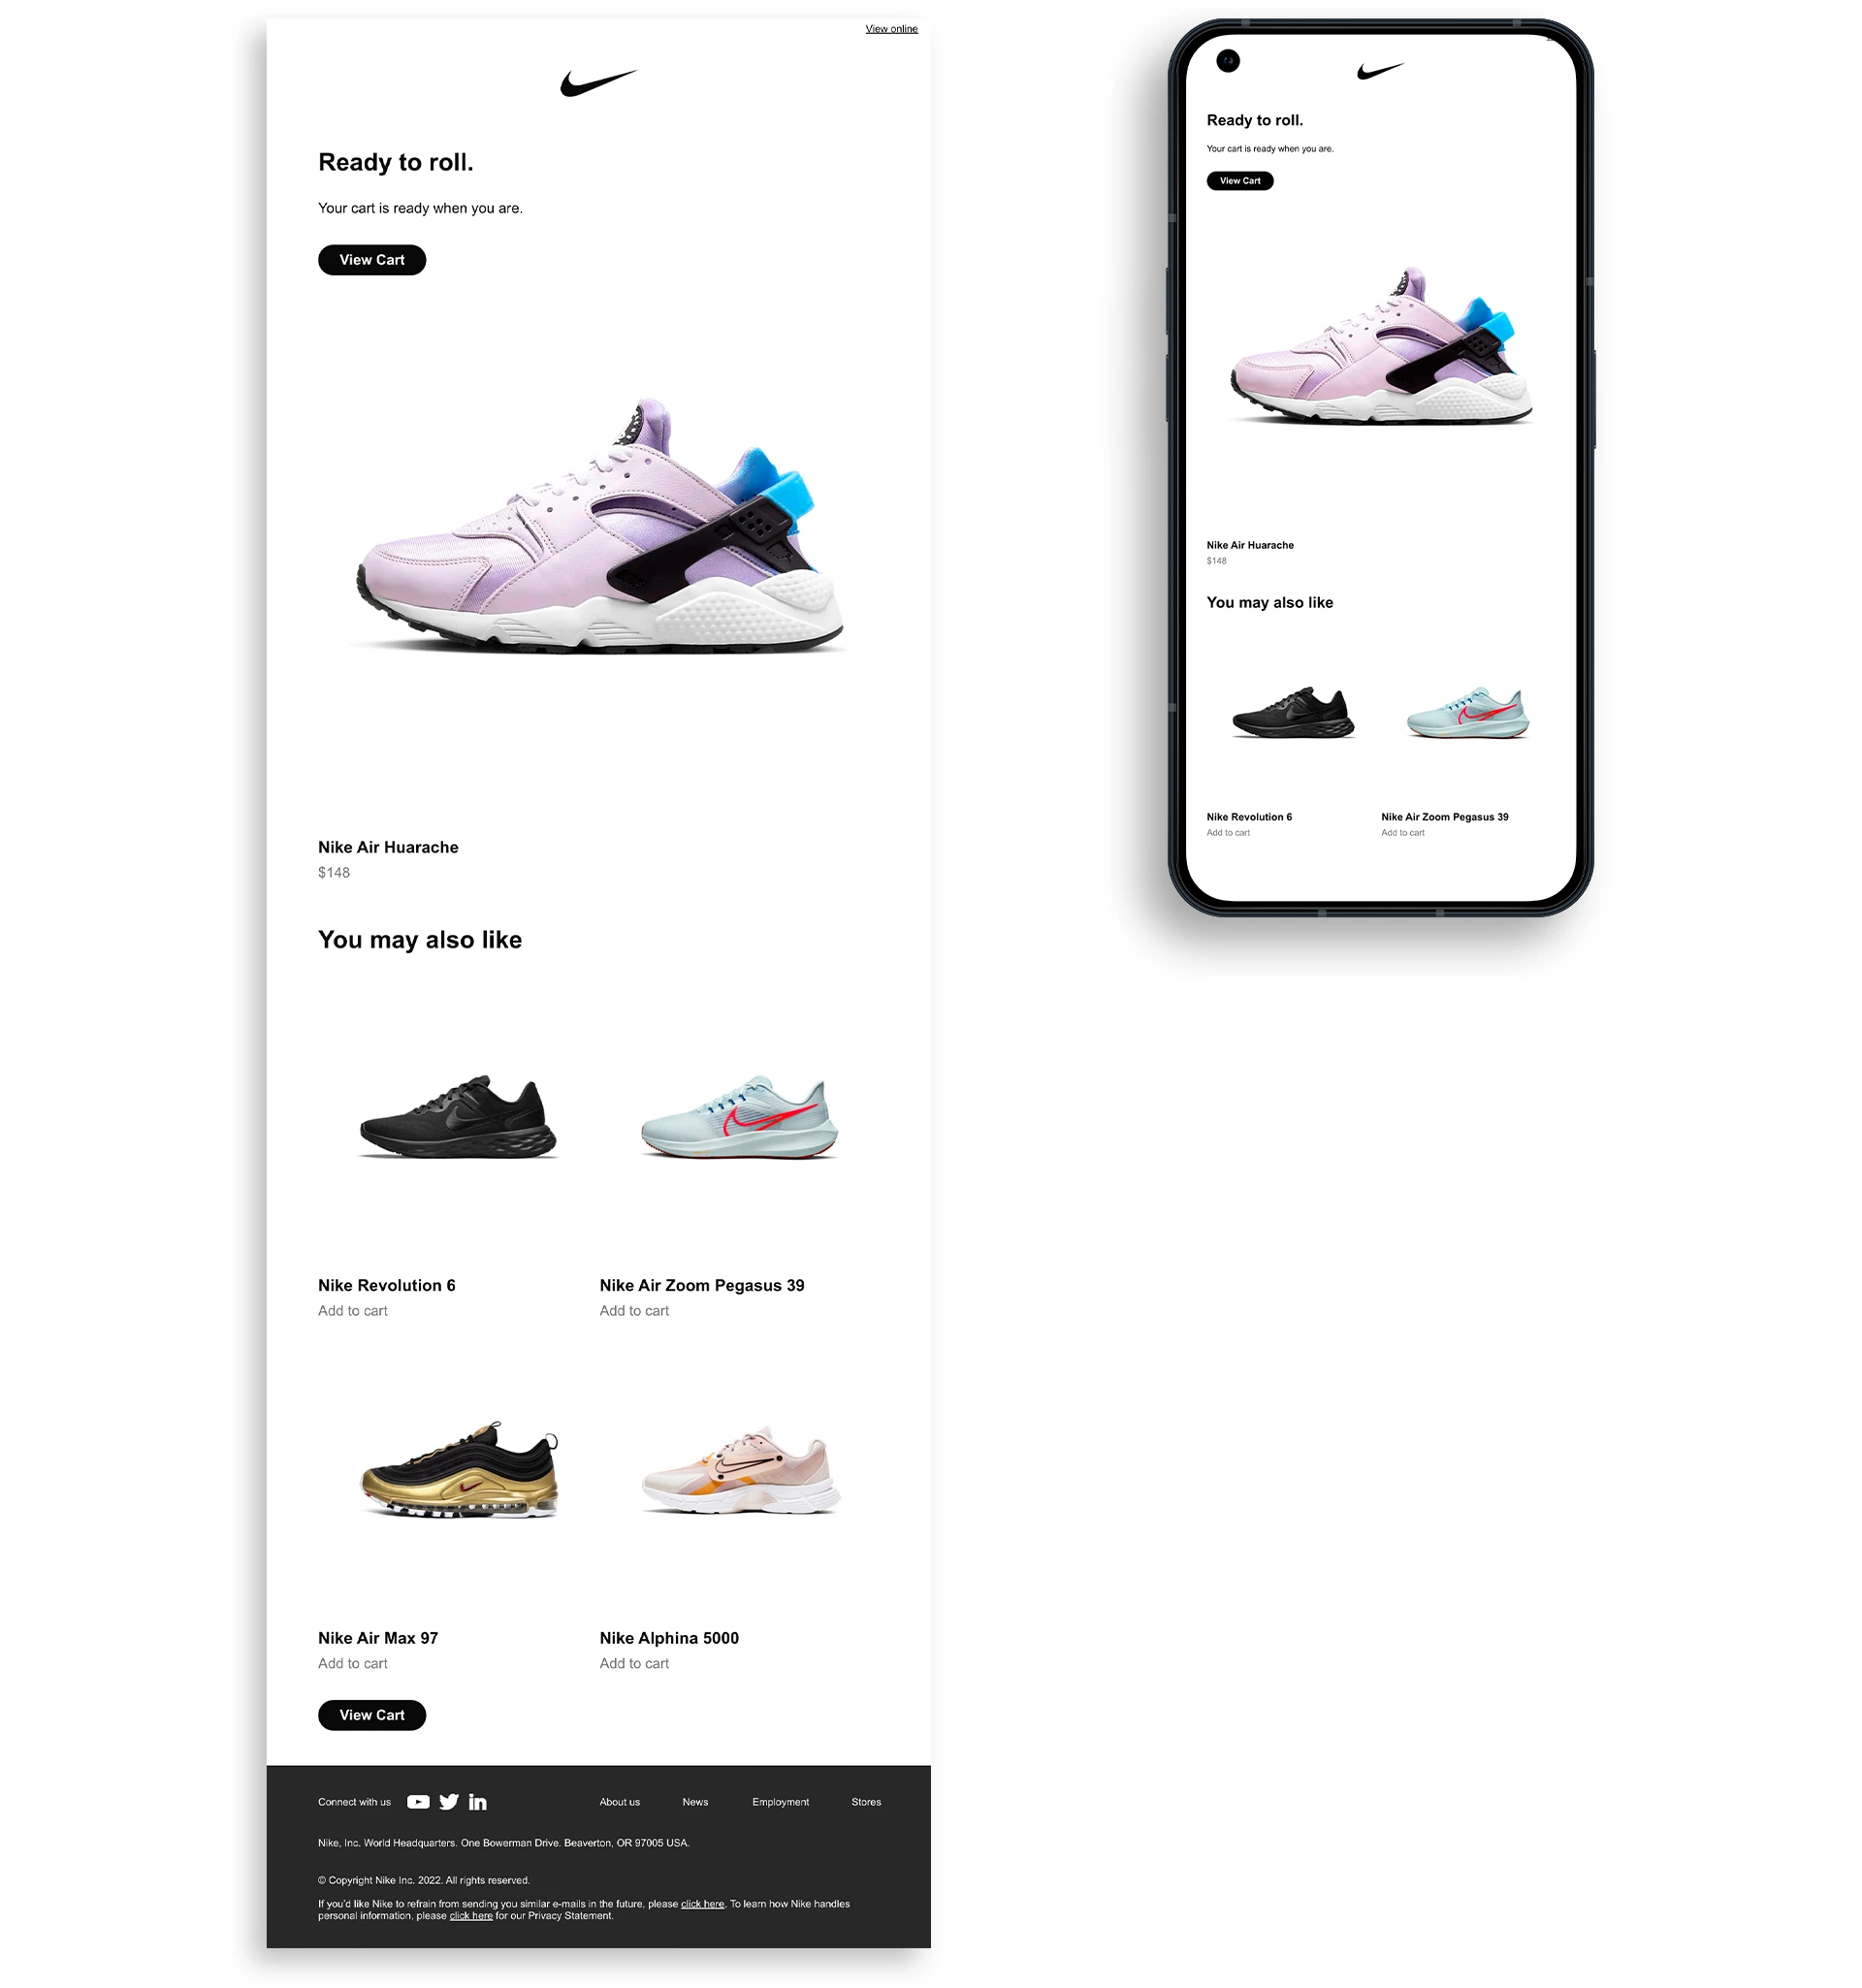 View online
Ready to roll.
Your cart is ready when you are.
View Cart
Nike Air Huarache
$148
You may also like
Nike Revolution 6
Nike Air Zoom Pegasus 39
Add to cart
Add to cart
Nike Air Max 97
Nike Alphina 5000
Add to cart
Add to cart
View Cart
Connect with us
About us
News
Employment
Stores
Nike, Inc. World Headquarters. One Bowerman Drive. Beaverton, OR 97005 USA.
© Copyright Nike Inc. 2022. All rights reserved.
If you'd like Nike to refrain from sending you similar e-mails in the future, please click here. To learn how Nike handles
personal information, please click here for our Privacy Statement.
Ready to roll.
Your cart is ready when you are.
View Cart
Nike Air Huarache
$148
You may also like
Nike Revolution 6
Nike Air Zoom Pegasus 39
Add to cart
Add to cart